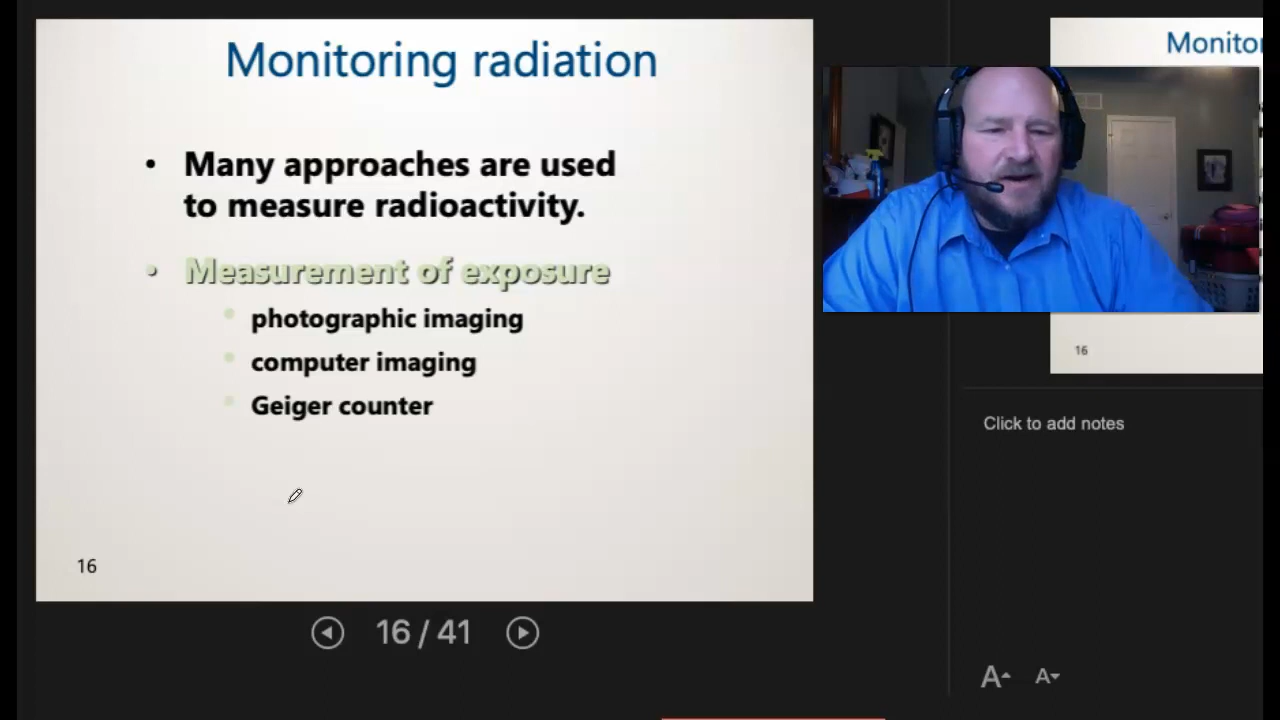 Monitoring radiation
• Many approaches are used
to measure radioactivity.
• Measurement of exposure
• photographic imaging
• computer imaging
• Geiger counter
16
16 / 41
Monitor
16
Click to add notes
A A